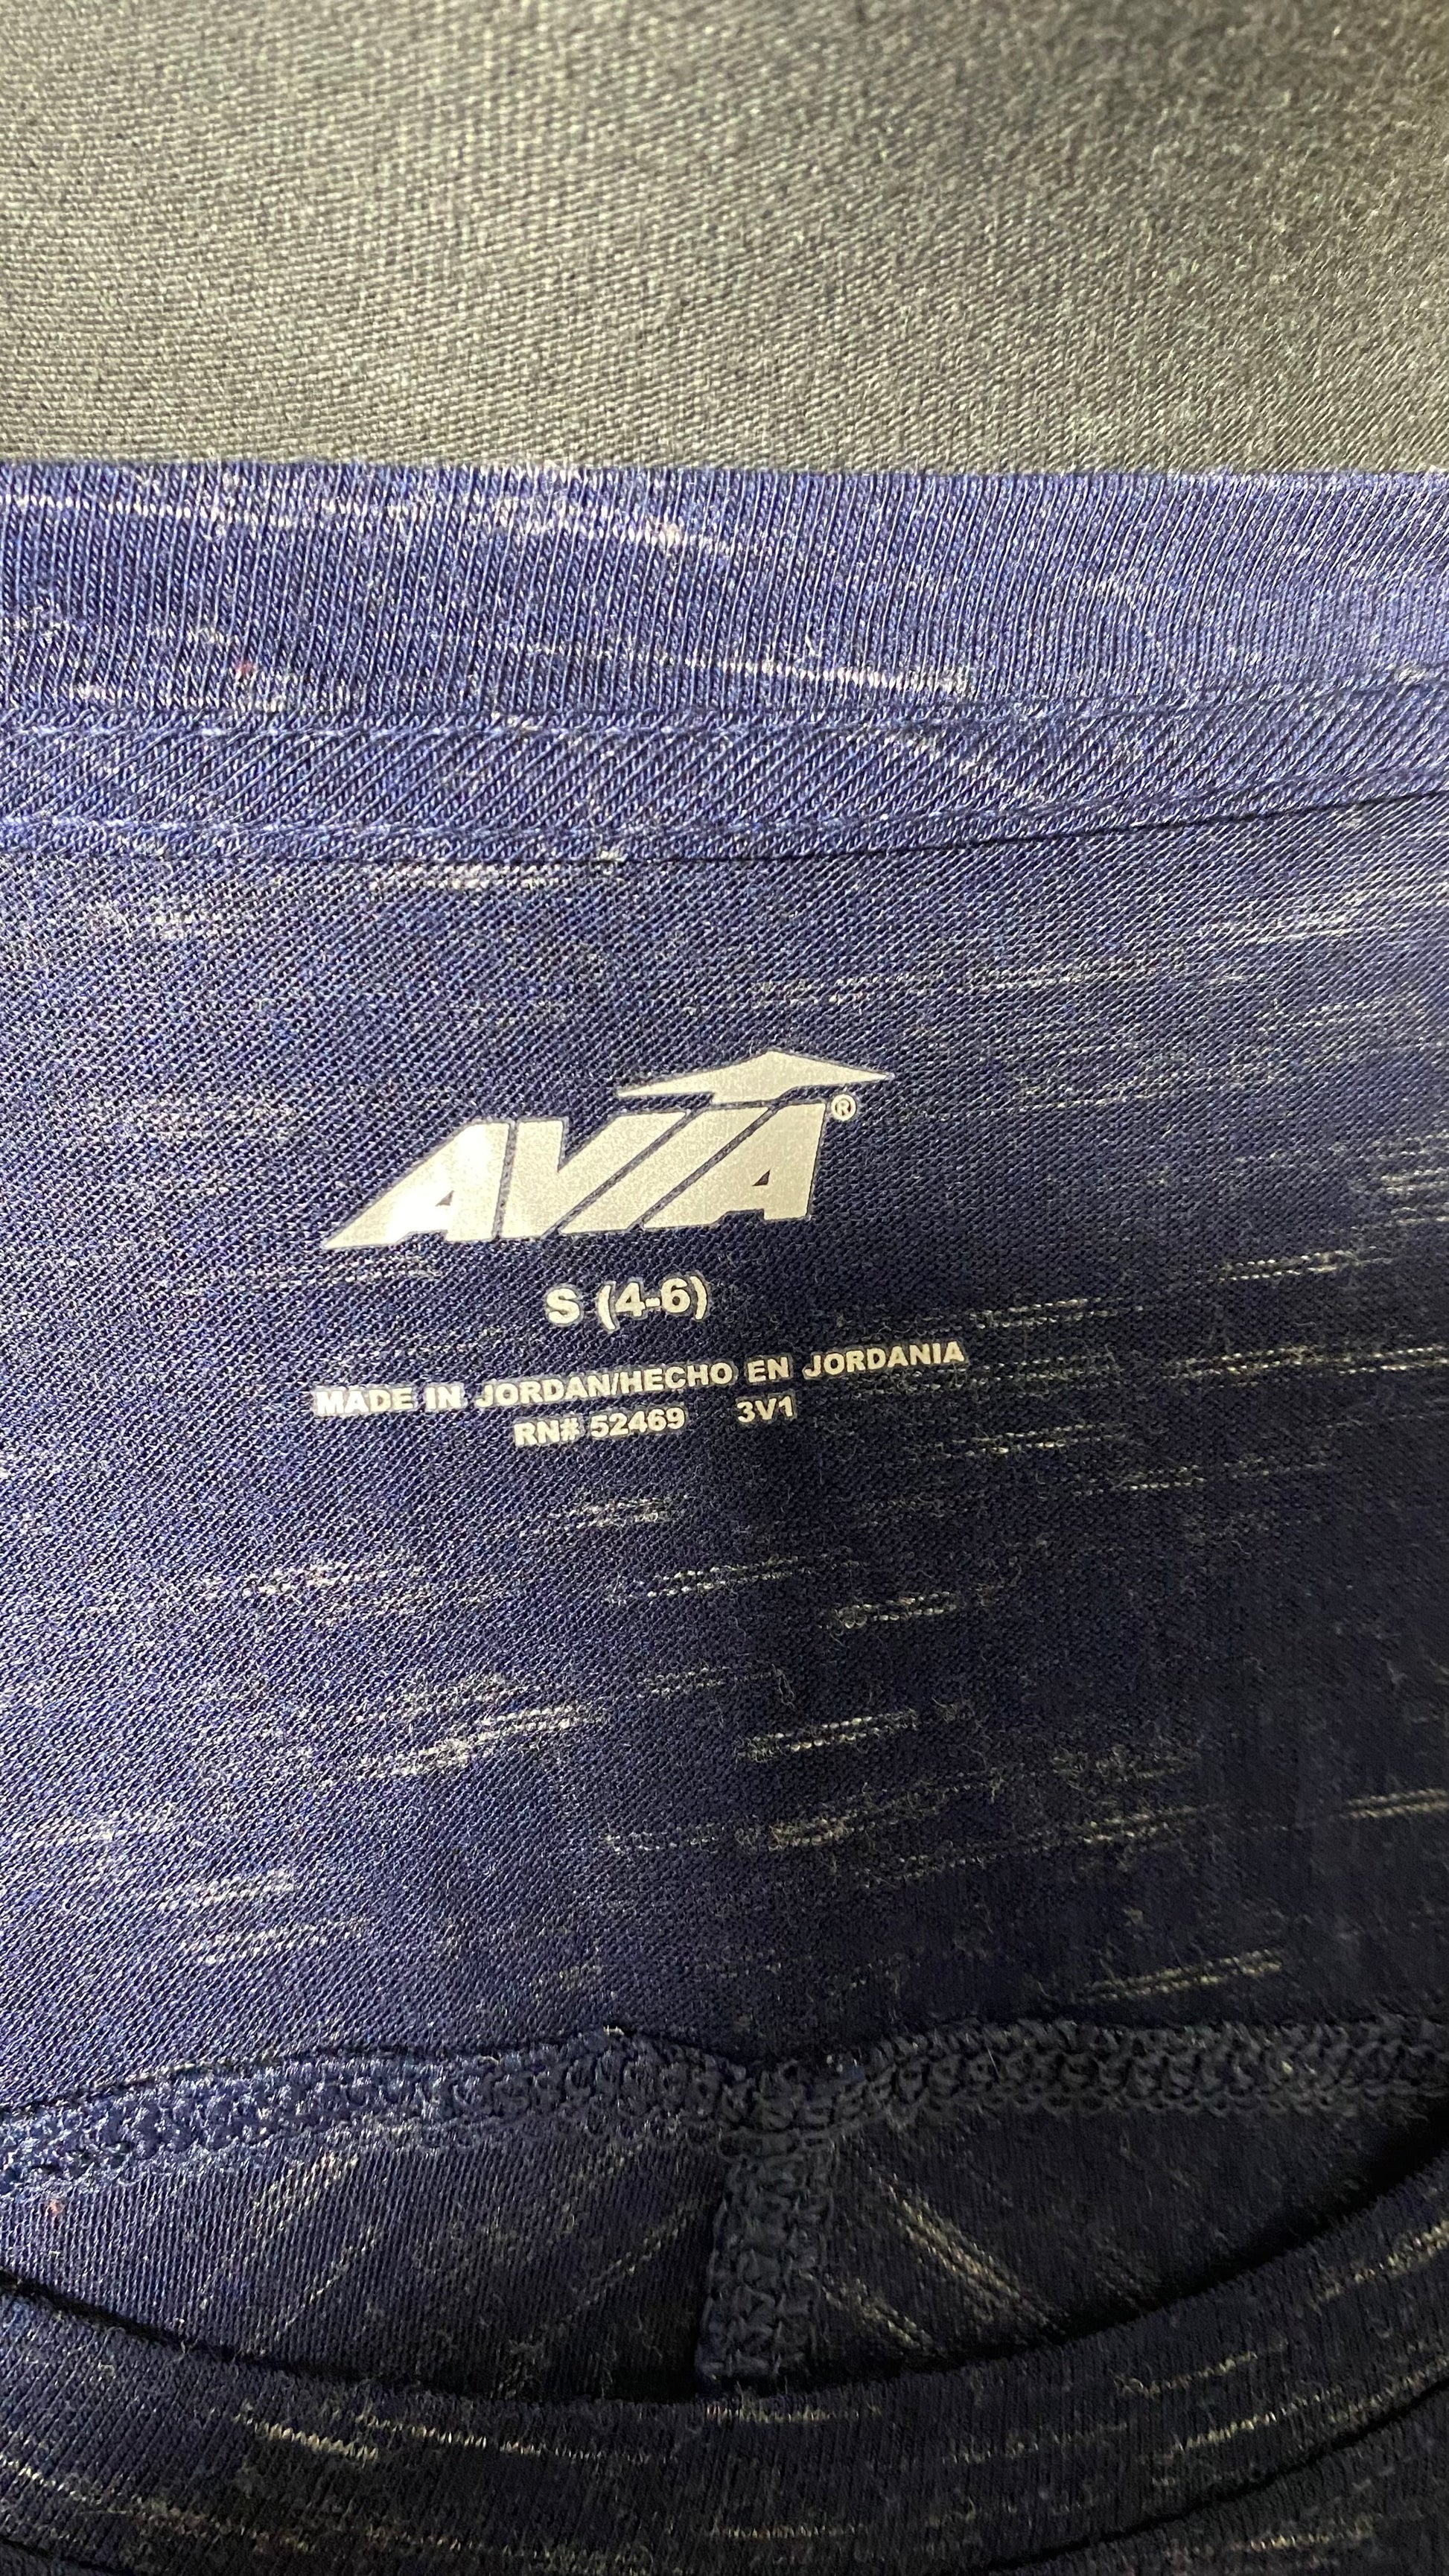 AVIA®
S (4-6)
MADE IN JORDAN/HECHO EN JORDANIA
RN# 52469 3V1